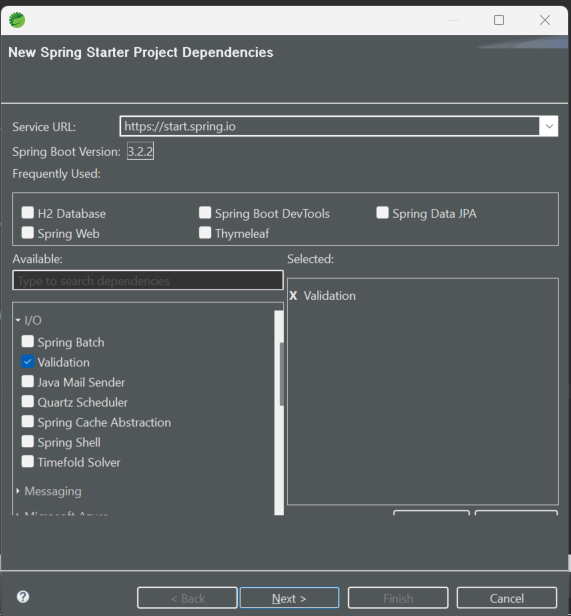 New Spring Starter Project Dependencies
Service URL: https://start.spring.io
Spring Boot Version: 3.2.2
Frequently Used:
H2 Database Spring Boot DevTools Spring Data JPA
Spring Web Thymeleaf
Available: Selected:
Type to search dependencies
X Validation
I/O
Spring Batch
Validation
Java Mail Sender
Quartz Scheduler
Spring Cache Abstraction
Spring Shell
Timefold Solver
Messaging
Microsoft Azure
? < Back Next > Finish Cancel